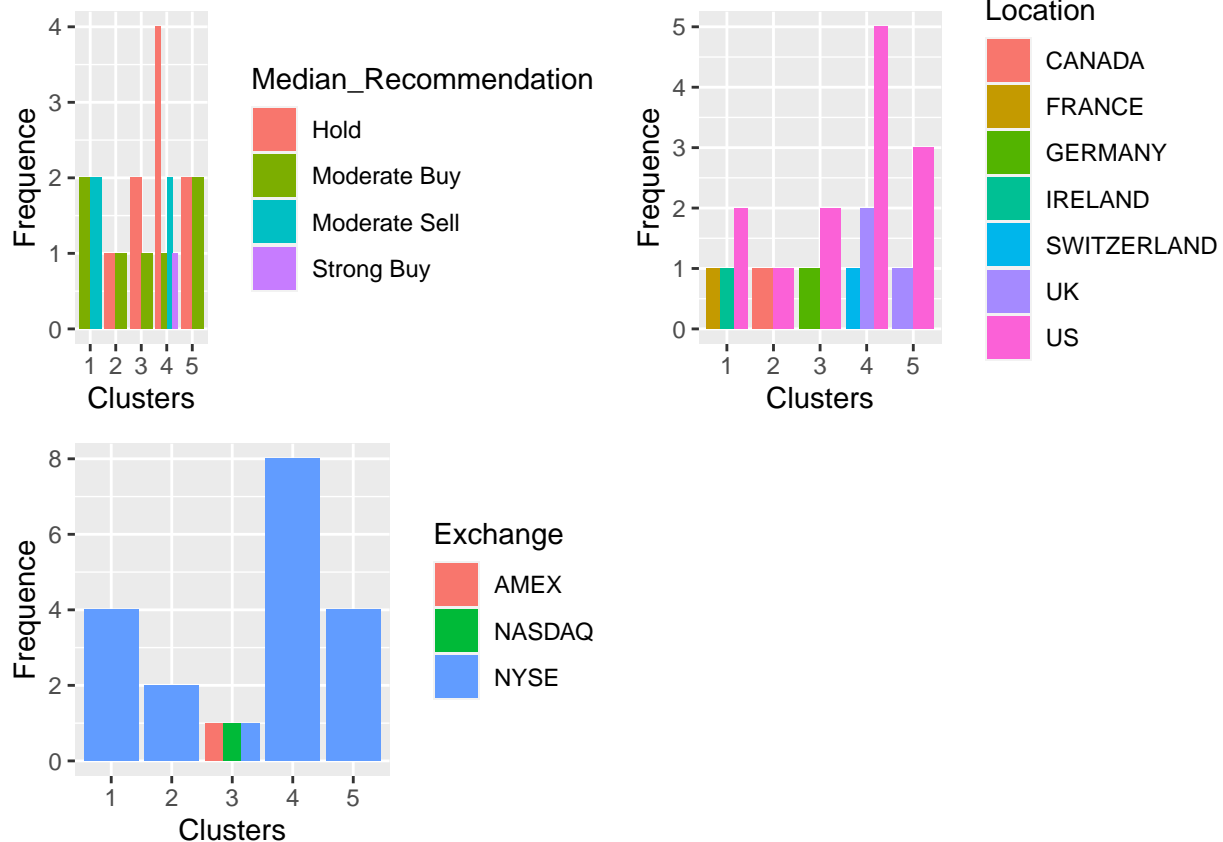 4
3
2
1
0
Frequence
1 2 3 4 5
Clusters
Median_Recommendation
Hold
Moderate Buy
Moderate Sell
Strong Buy
5
4
3
2
1
0
Frequence
1 2 3 4 5
Clusters
Location
CANADA
FRANCE
GERMANY
IRELAND
SWITZERLAND
UK
US
8
6
4
2
0
Frequence
1 2 3 4 5
Clusters
Exchange
AMEX
NASDAQ
NYSE